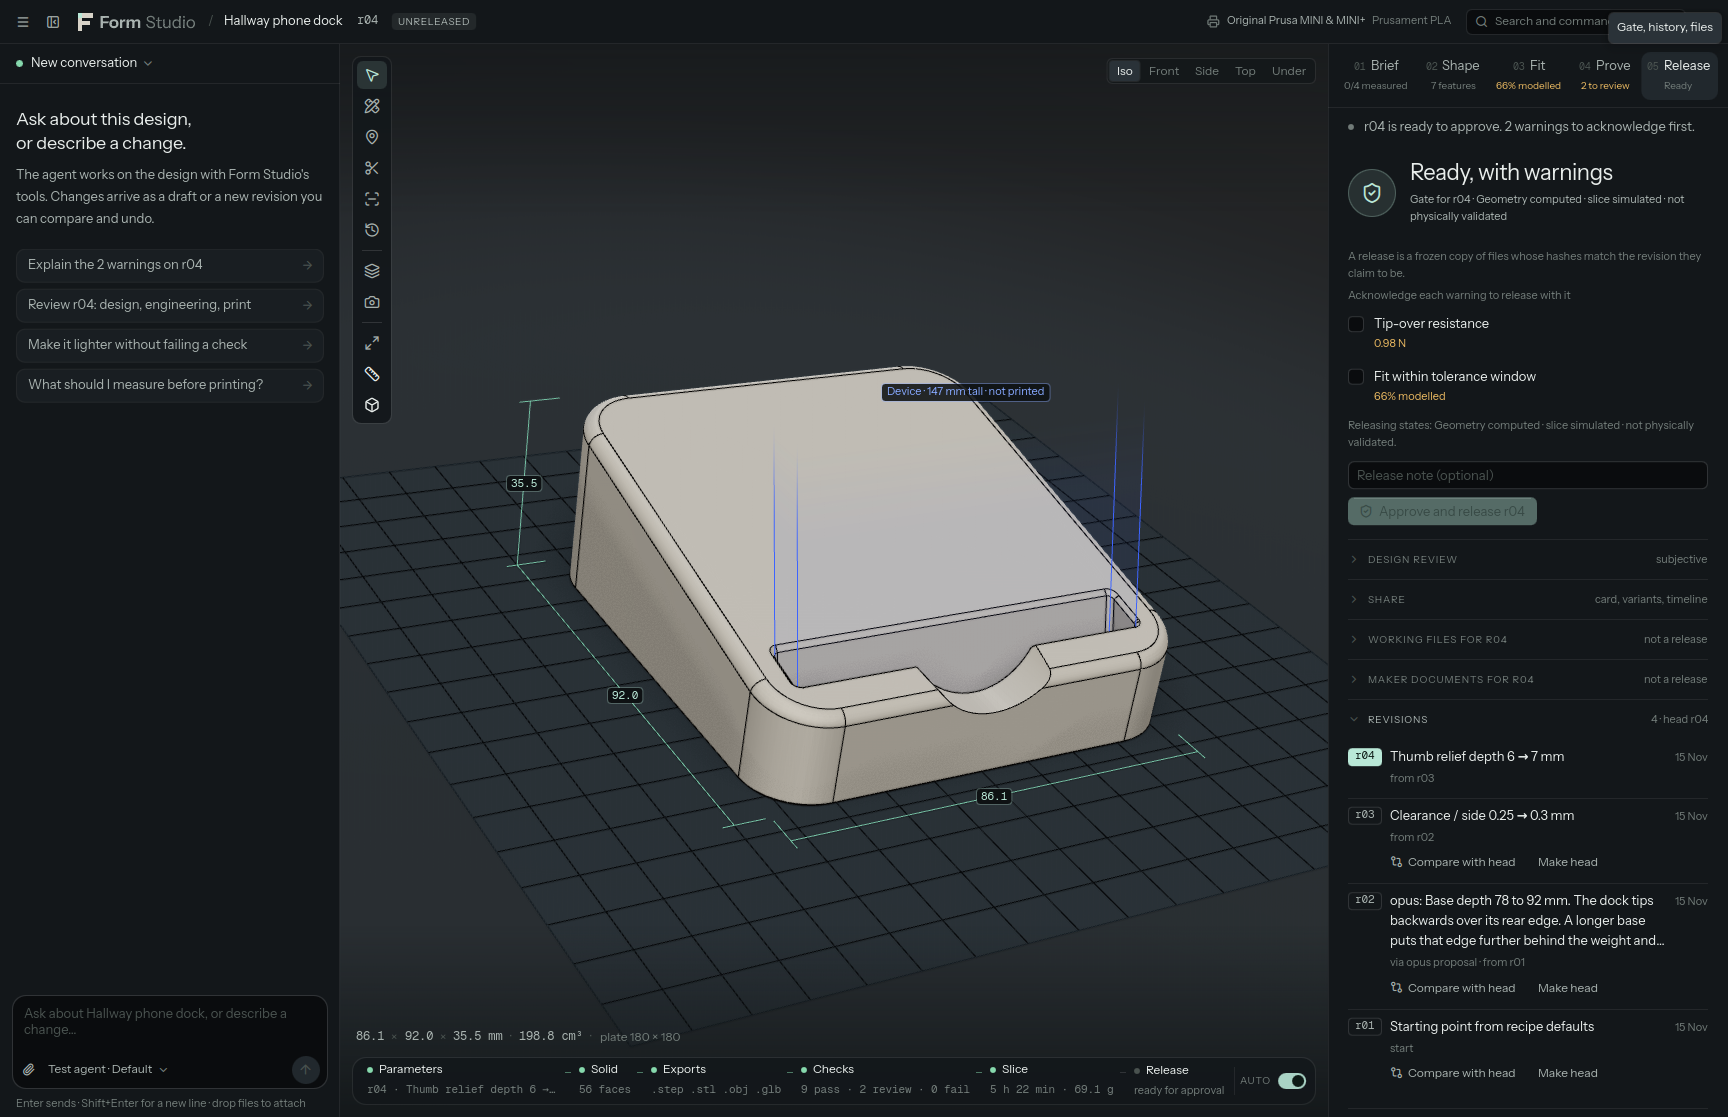 Form Studio / Hallway phone dock r04 UNRELEASED
Original Prusa MINI & MINI+ Prusament PLA
Search and comman
Gate, history, files
New conversation
Ask about this design,
or describe a change.
The agent works on the design with Form Studio's
tools. Changes arrive as a draft or a new revision you
can compare and undo.
Explain the 2 warnings on r04
Review r04: design, engineering, print
Make it lighter without failing a check
What should I measure before printing?
Ask about Hallway phone dock, or describe a
change...
Test agent · Default
Enter sends · Shift+Enter for a new line · drop files to attach
Iso Front Side Top Under
Device · 147 mm tall · not printed
35.5
92.0
86.1
86.1 × 92.0 × 35.5 mm · 198.8 cm³ · plate 180 × 180
Parameters
r04 · Thumb relief depth 6 →…
Solid
56 faces
Exports
.step .stl .obj .glb
Checks
9 pass · 2 review · 0 fail
Slice
5 h 22 min · 69.1 g
Release
ready for approval
AUTO
01 Brief
0/4 measured
02 Shape
7 features
03 Fit
66% modelled
04 Prove
2 to review
05 Release
Ready
r04 is ready to approve. 2 warnings to acknowledge first.
Ready, with warnings
Gate for r04 · Geometry computed · slice simulated · not
physically validated
A release is a frozen copy of files whose hashes match the revision they
claim to be.
Acknowledge each warning to release with it
Tip-over resistance
0.98 N
Fit within tolerance window
66% modelled
Releasing states: Geometry computed · slice simulated · not physically
validated.
Release note (optional)
Approve and release r04
DESIGN REVIEW subjective
SHARE card, variants, timeline
WORKING FILES FOR R04 not a release
MAKER DOCUMENTS FOR R04 not a release
REVISIONS 4 · head r04
r04 Thumb relief depth 6 → 7 mm 15 Nov
from r03
r03 Clearance / side 0.25 → 0.3 mm 15 Nov
from r02
Compare with head Make head
r02 opus: Base depth 78 to 92 mm. The dock tips 15 Nov
backwards over its rear edge. A longer base
puts that edge further behind the weight and...
via opus proposal · from r01
Compare with head Make head
r01 Starting point from recipe defaults 15 Nov
start
Compare with head Make head